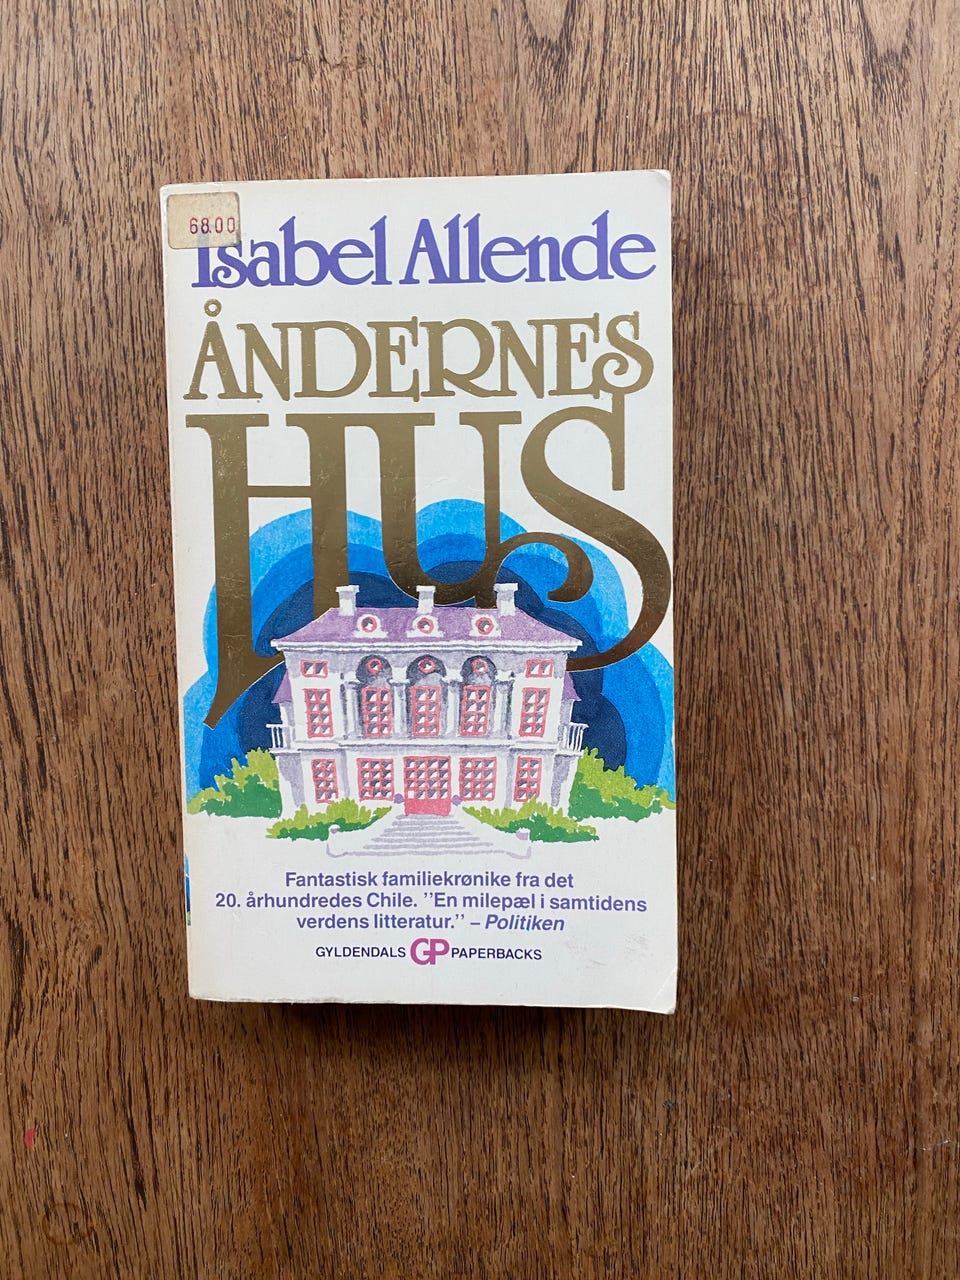 68.00
Isabel Allende
ÅNDERNES
HUS
Fantastisk familiekrønike fra det
20. århundredes Chile. ”En milepæl i samtidens
verdens litteratur.” – Politiken
GYLDENDALS GP PAPERBACKS